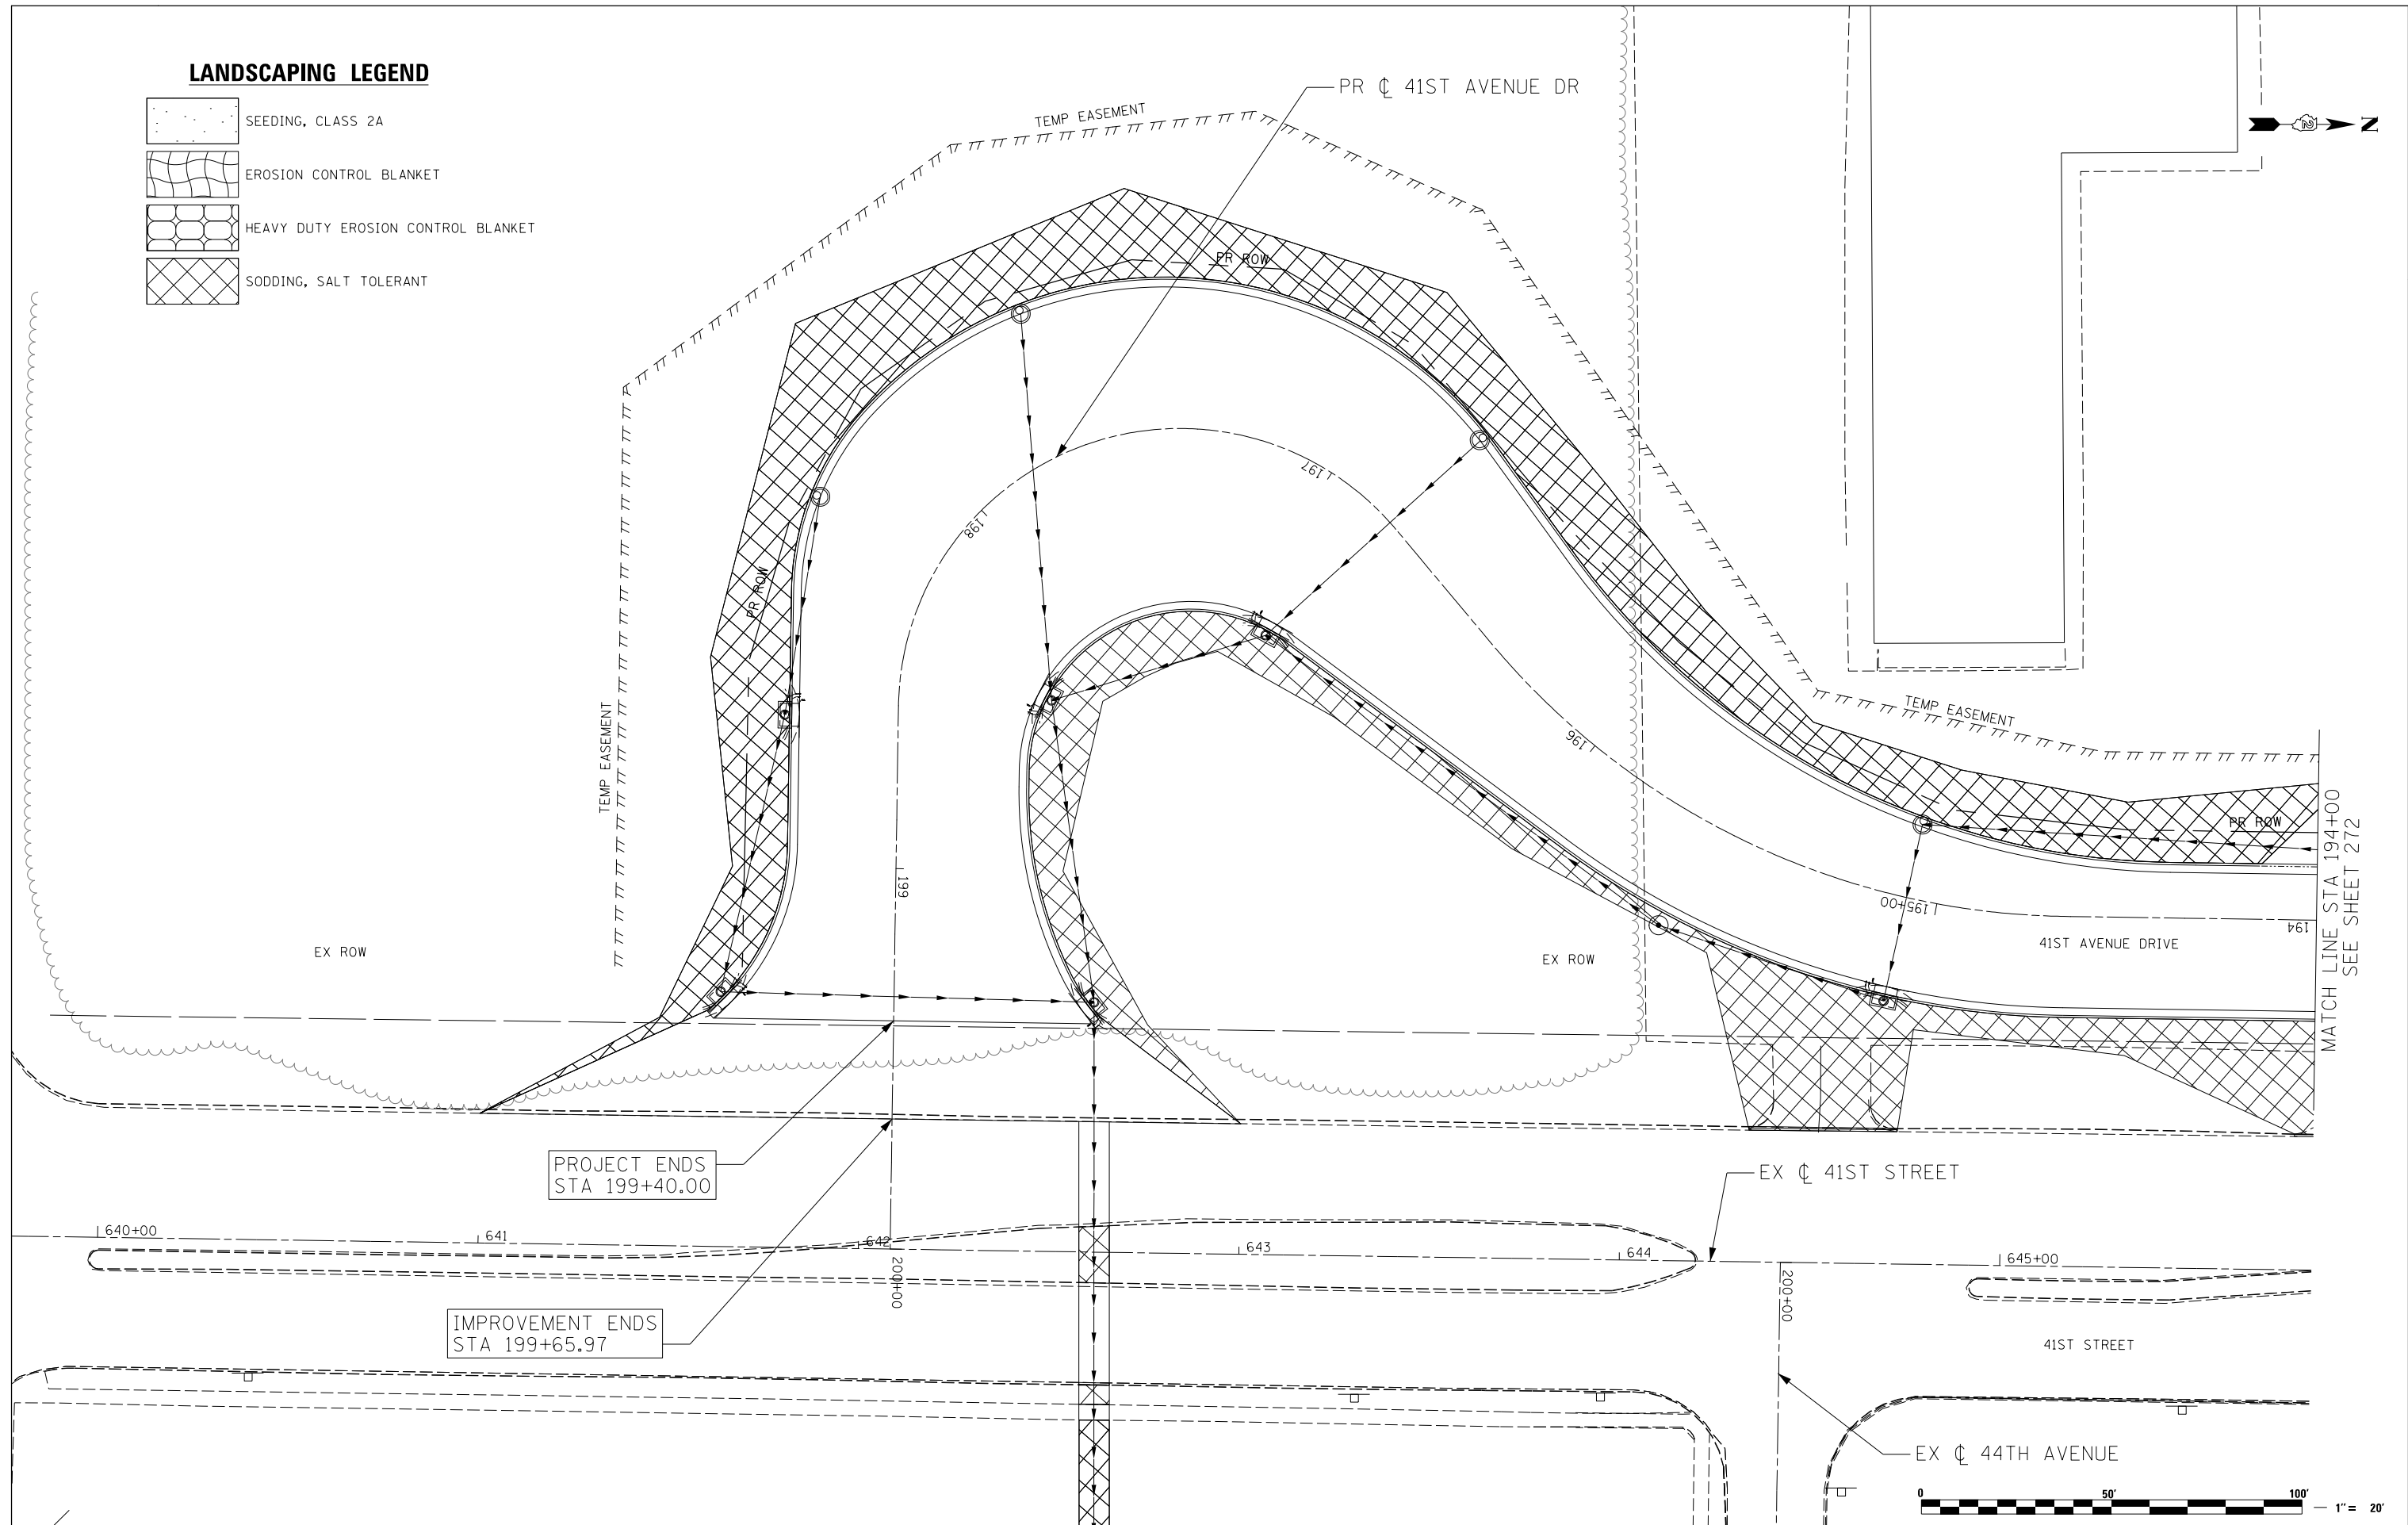 LANDSCAPING LEGEND
SEEDING, CLASS 2A
EROSION CONTROL BLANKET
HEAVY DUTY EROSION CONTROL BLANKET
SODDING, SALT TOLERANT
PR ℄ 41ST AVENUE DR
TEMP EASEMENT
N
PR ROW
197
198
PR ROW
TEMP EASEMENT
TEMP EASEMENT
196
199
195+00
PR ROW
194
41ST AVENUE DRIVE
MATCH LINE STA 194+00
SEE SHEET 272
EX ROW
EX ROW
PROJECT ENDS
STA 199+40.00
EX ℄ 41ST STREET
640+00
641
642
643
644
645+00
200+00
200+00
IMPROVEMENT ENDS
STA 199+65.97
41ST STREET
EX ℄ 44TH AVENUE
0 50' 100'
1" = 20'